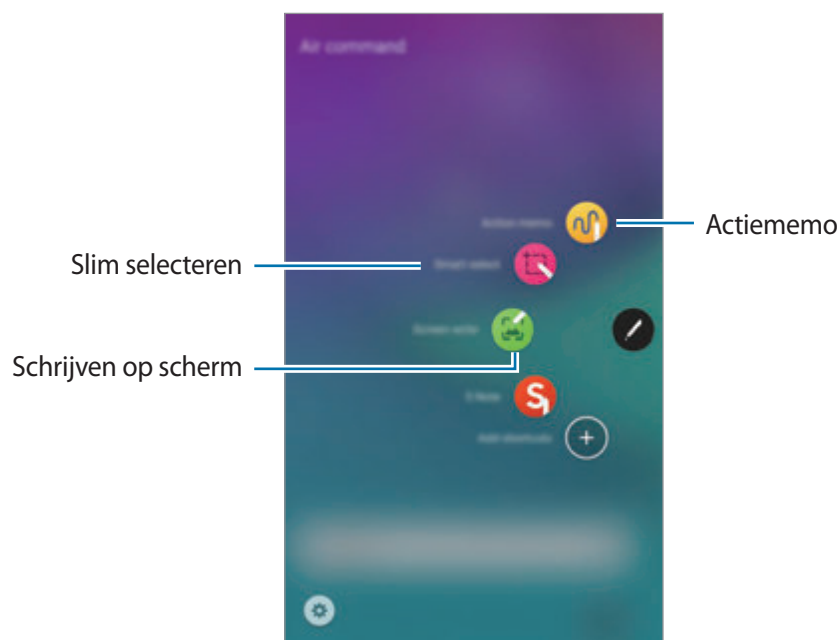 Air command
Action memo
Actiememo
Slim selecteren
Smart select
Screen write
Schrijven op scherm
S Note
Add shortcuts